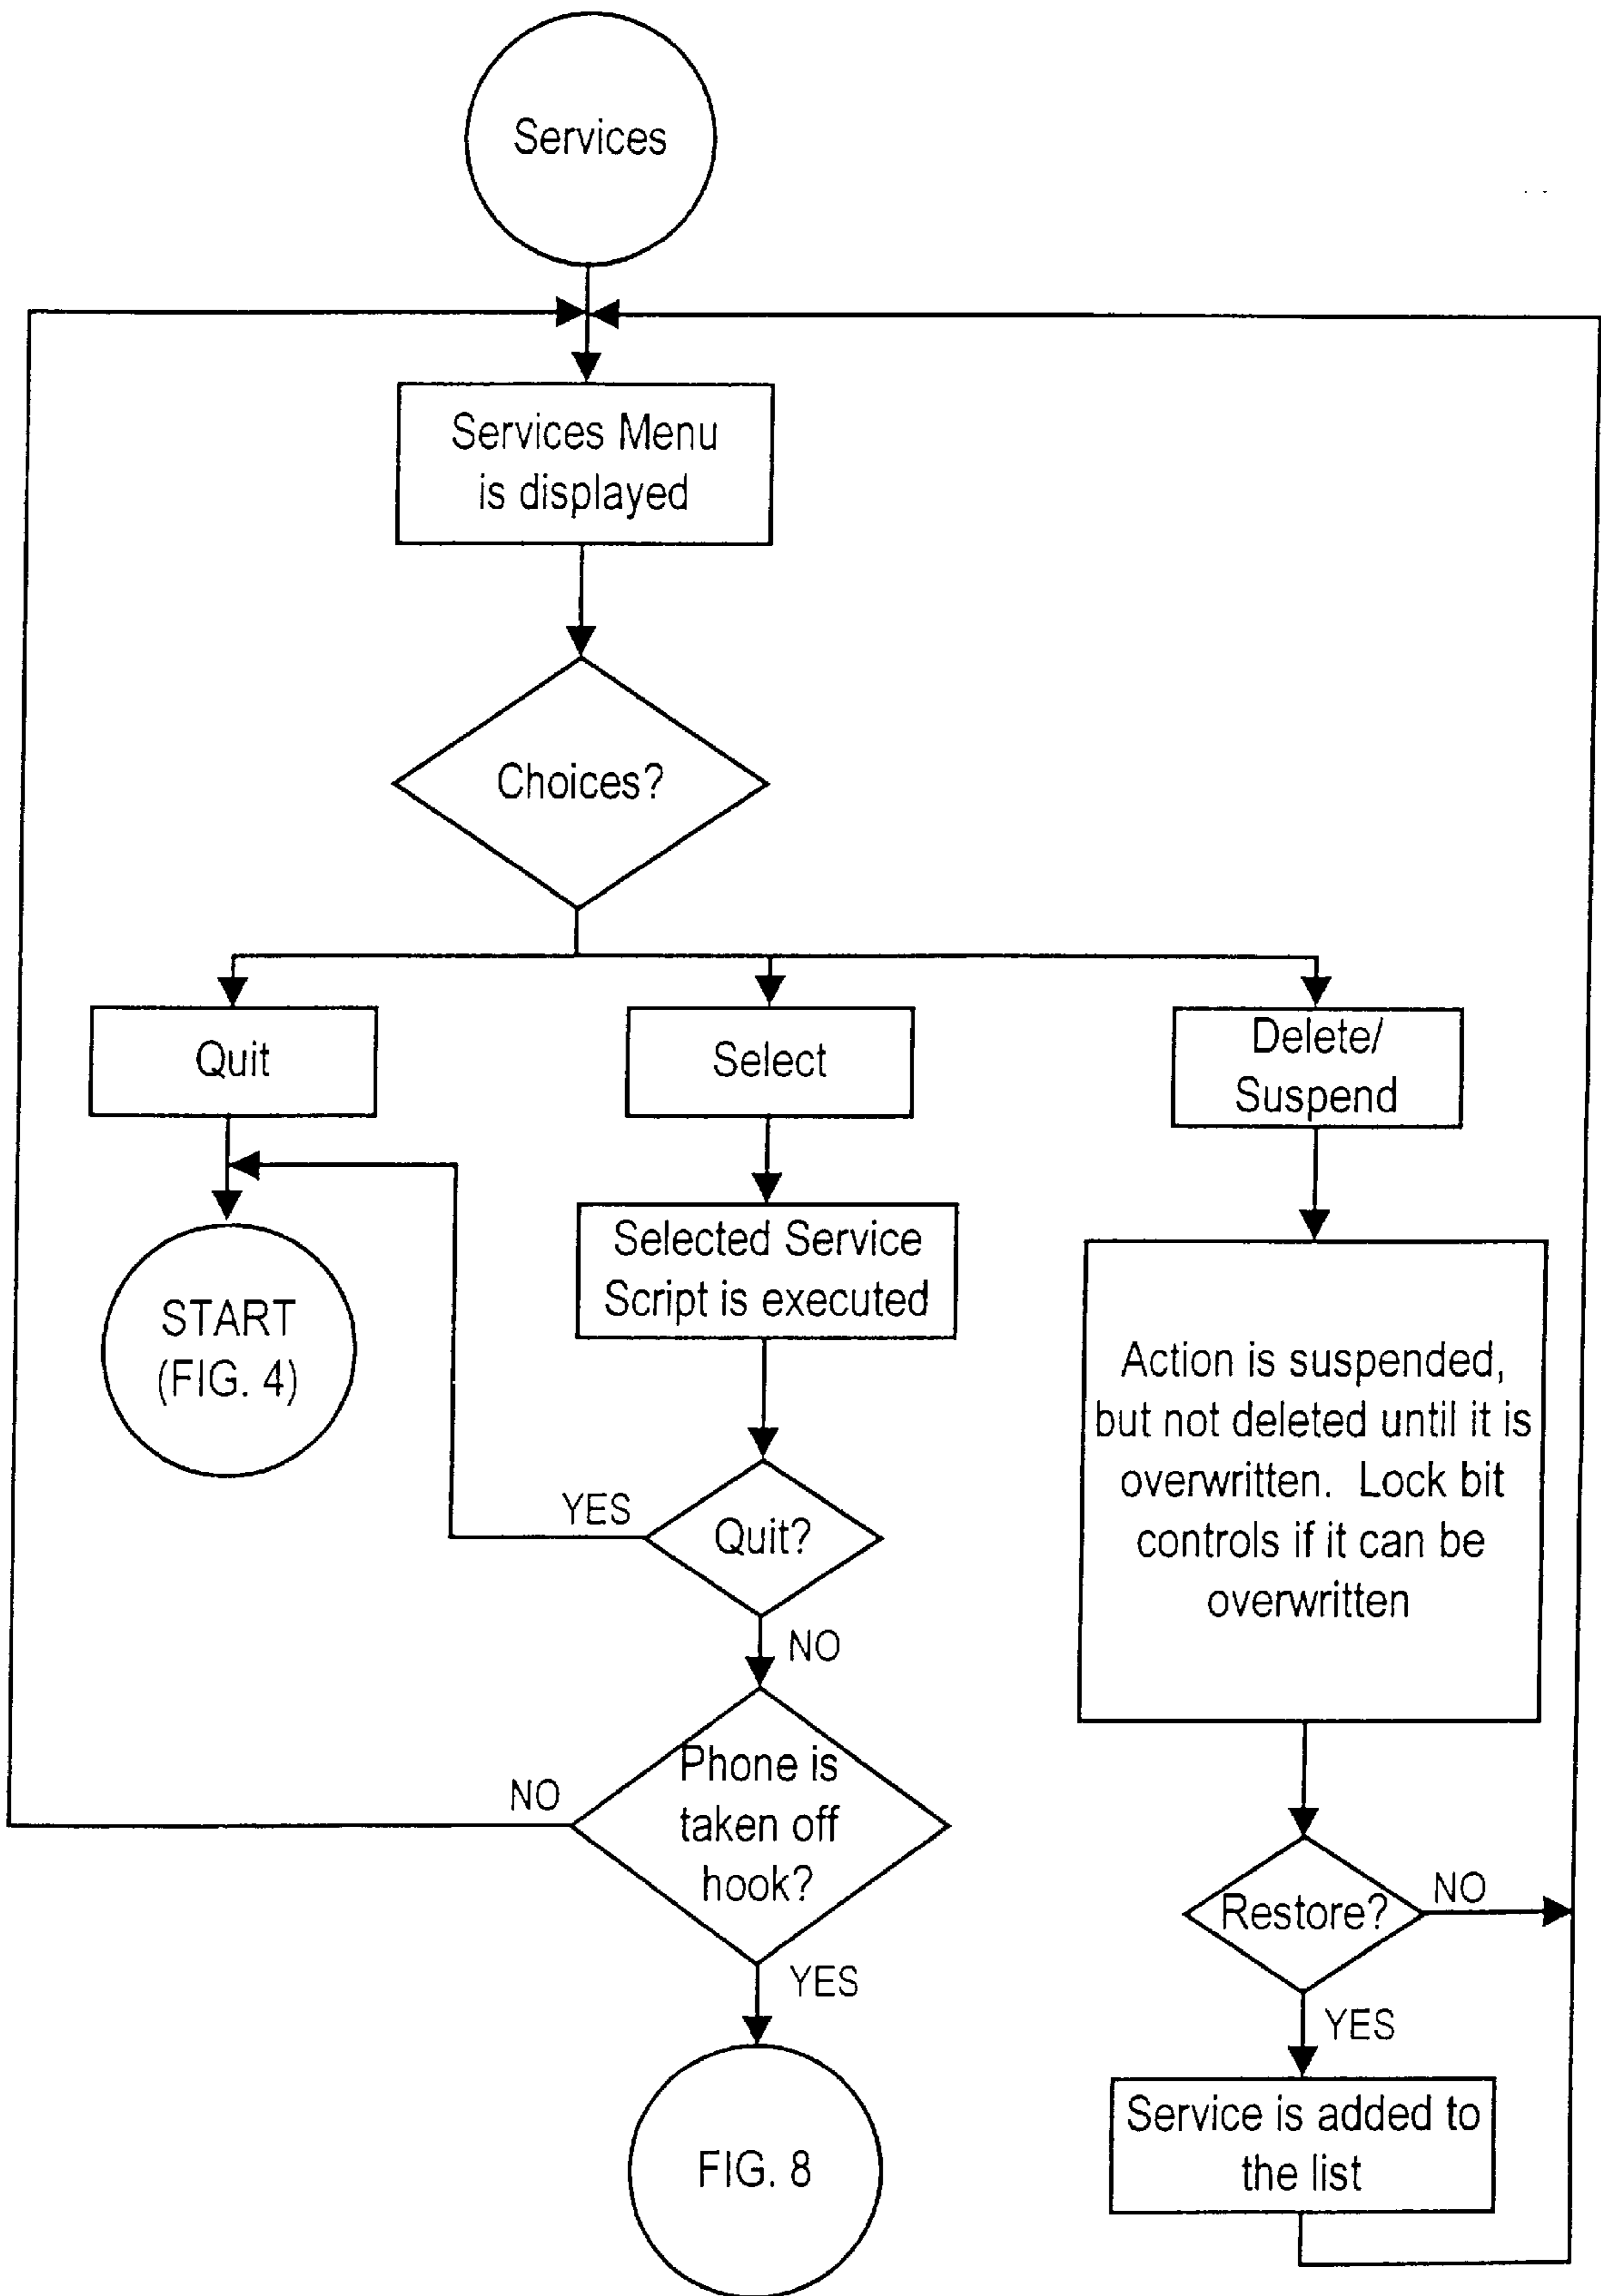 Services
Services Menu
is displayed
Choices?
Quit
Select
Delete/
Suspend
START
(FIG. 4)
Selected Service
Script is executed
Action is suspended,
but not deleted until it is
overwritten. Lock bit
controls if it can be
overwritten
YES
Quit?
NO
NO
Phone is
taken off
hook?
YES
FIG. 8
Restore?
NO
YES
Service is added to
the list